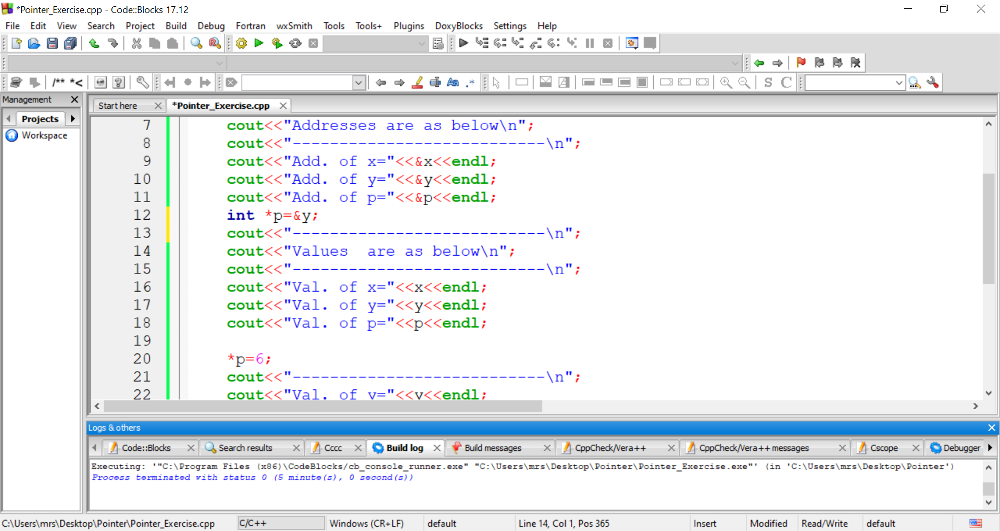 *Pointer_Exercise.cpp - Code::Blocks 17.12
File Edit View Search Project Build Debug Fortran wxSmith Tools Tools+ Plugins DoxyBlocks Settings Help
/** *<
Aa .* S C
Management
Start here *Pointer_Exercise.cpp
Projects
Workspace
7 cout<<"Addresses are as below\n";
8 cout<<"---------------------------\n";
9 cout<<"Add. of x="<<&x<<endl;
10 cout<<"Add. of y="<<&y<<endl;
11 cout<<"Add. of p="<<&p<<endl;
12 int *p=&y;
13 cout<<"---------------------------\n";
14 cout<<"Values  are as below\n";
15 cout<<"---------------------------\n";
16 cout<<"Val. of x="<<x<<endl;
17 cout<<"Val. of y="<<y<<endl;
18 cout<<"Val. of p="<<p<<endl;
19
20 *p=6;
21 cout<<"---------------------------\n";
22 cout<<"Val. of y="<<y<<endl;
Logs & others
Code::Blocks Search results Cccc Build log Build messages CppCheck/Vera++ CppCheck/Vera++ messages Cscope Debugger
Executing: '"C:\Program Files (x86)\CodeBlocks/cb_console_runner.exe" "C:\Users\mrs\Desktop\Pointer\Pointer_Exercise.exe"' (in 'C:\Users\mrs\Desktop\Pointer')
Process terminated with status 0 (5 minute(s), 0 second(s))
C:\Users\mrs\Desktop\Pointer\Pointer_Exercise.cpp C/C++ Windows (CR+LF) default Line 14, Col 1, Pos 365 Insert Modified Read/Write default